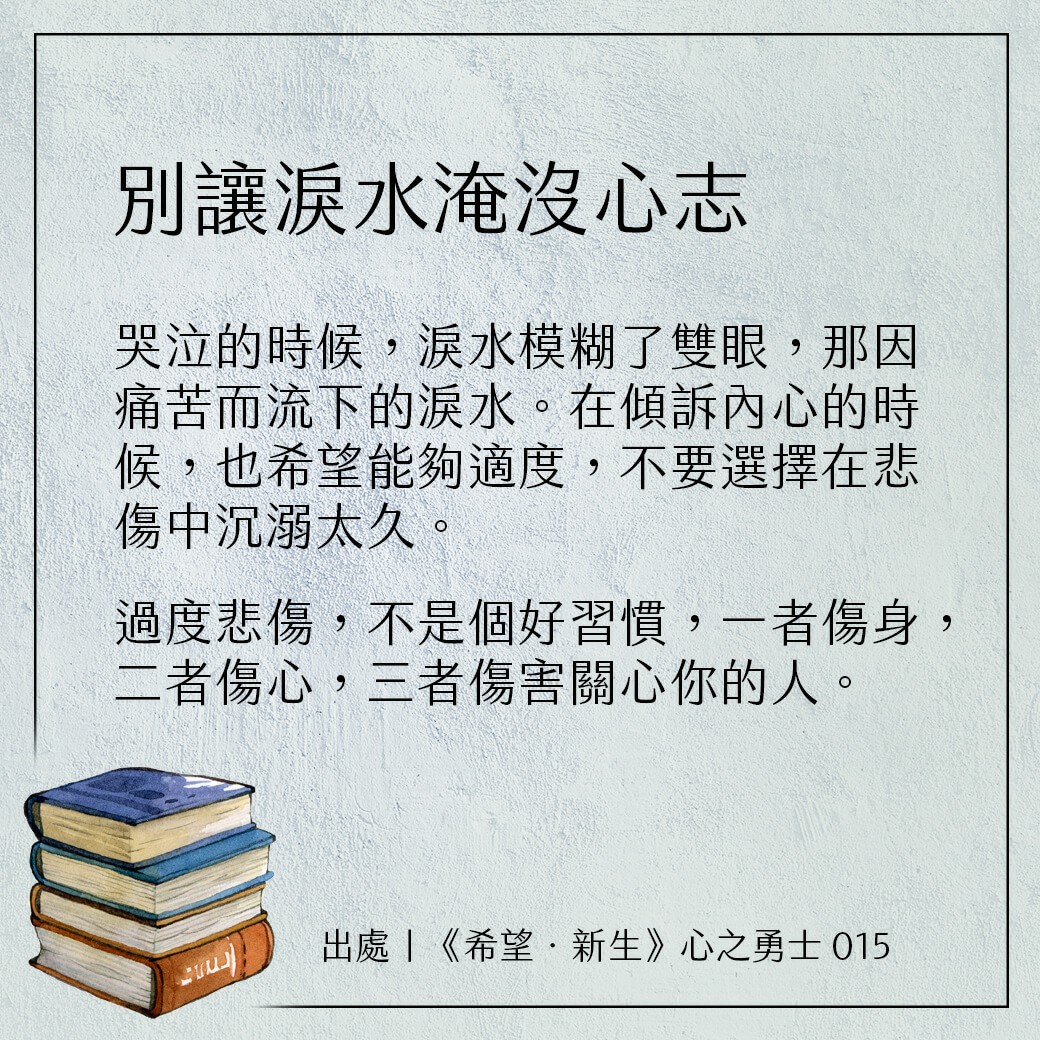 別讓淚水淹沒心志
哭泣的時候，淚水模糊了雙眼，那因
痛苦而流下的淚水。在傾訴內心的時
候，也希望能夠適度，不要選擇在悲
傷中沉溺太久。
過度悲傷，不是個好習慣，一者傷身，
二者傷心，三者傷害關心你的人。
出處｜《希望．新生》心之勇士 015